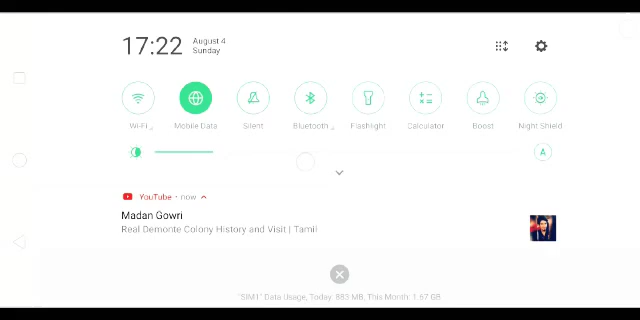 17:22
August 4
Sunday
Wi-Fi
Mobile Data
Silent
Bluetooth
Flashlight
Calculator
Boost
Night Shield
A
YouTube • now
Madan Gowri
Real Demonte Colony History and Visit | Tamil
"SIM1" Data Usage, Today: 883 MB, This Month: 1.67 GB